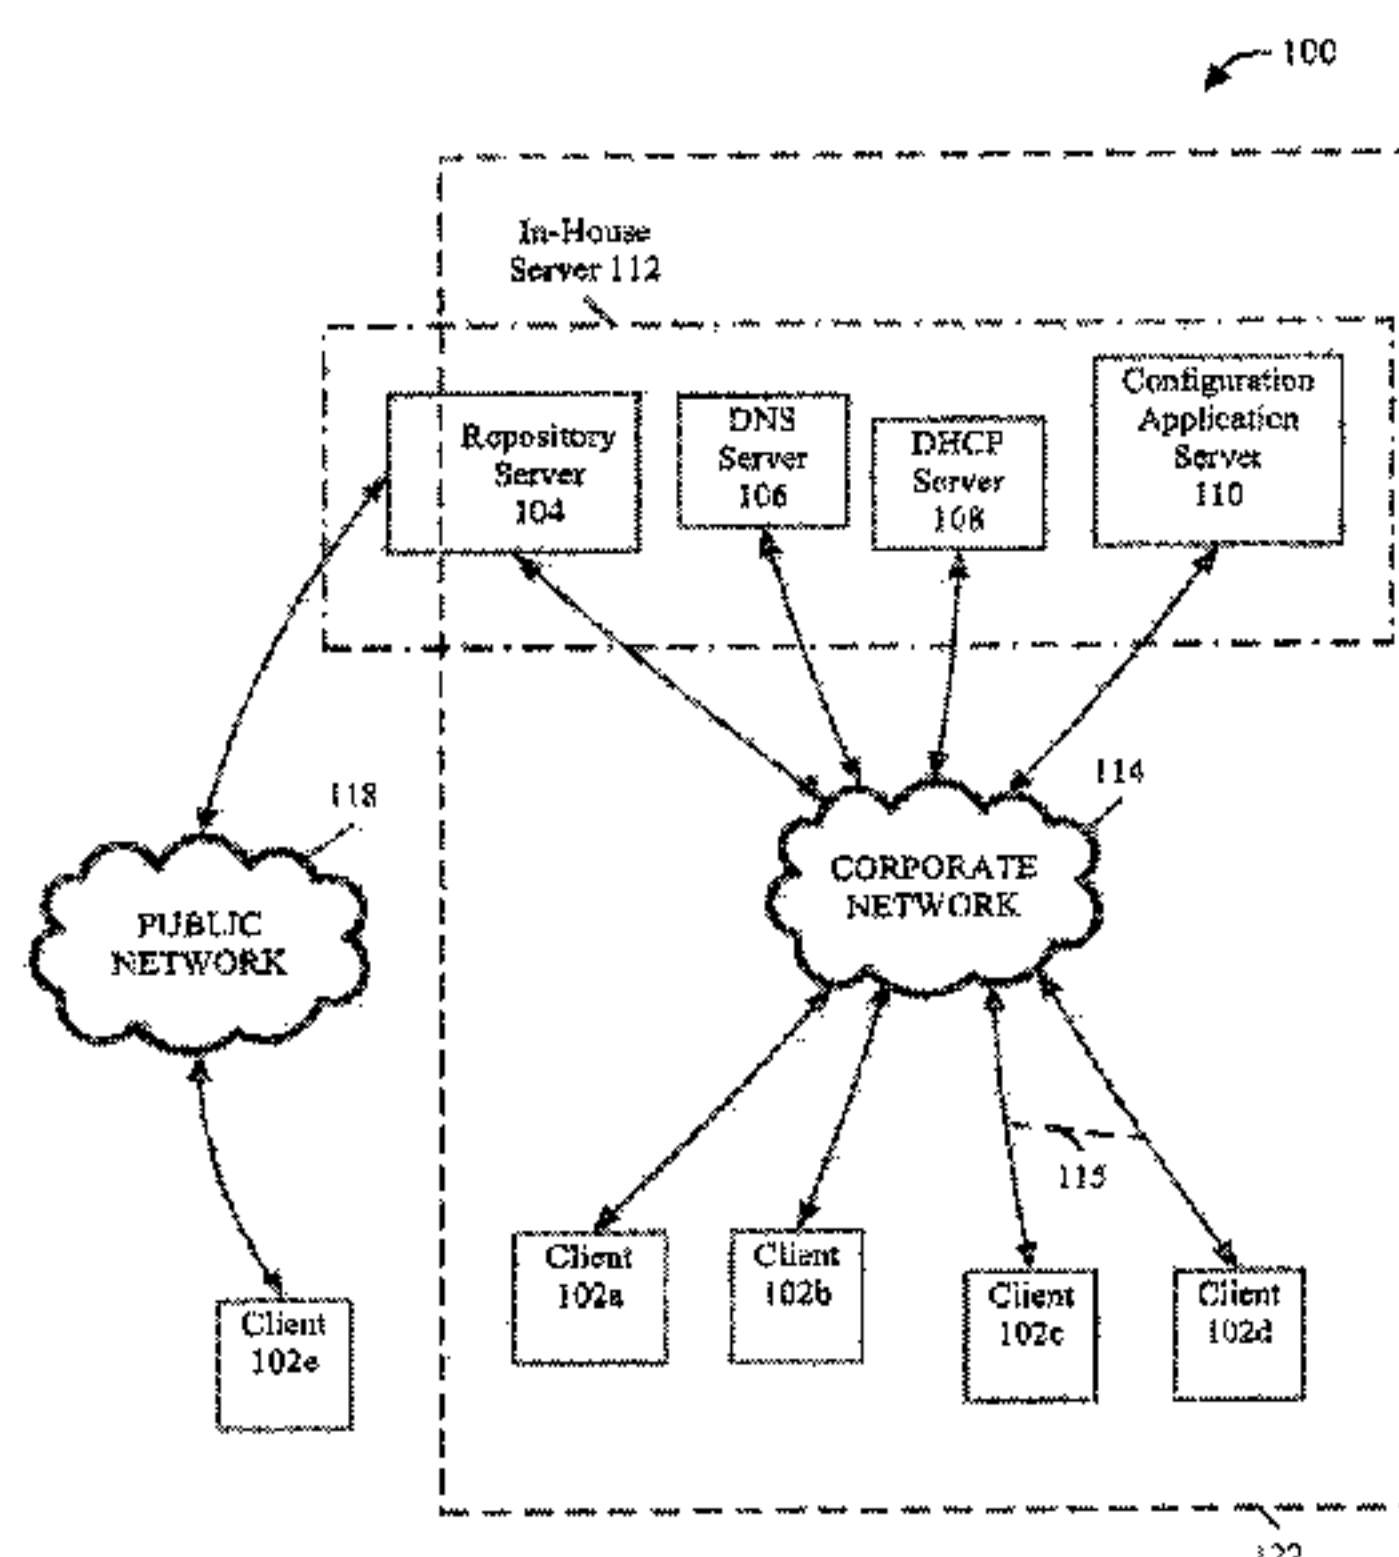 100
In-House
Server 112
Repository
Server
104
DNS
Server
106
DHCP
Server
108
Configuration
Application
Server
110
118
114
PUBLIC
NETWORK
CORPORATE
NETWORK
115
Client
102a
Client
102b
Client
102c
Client
102d
Client
102e